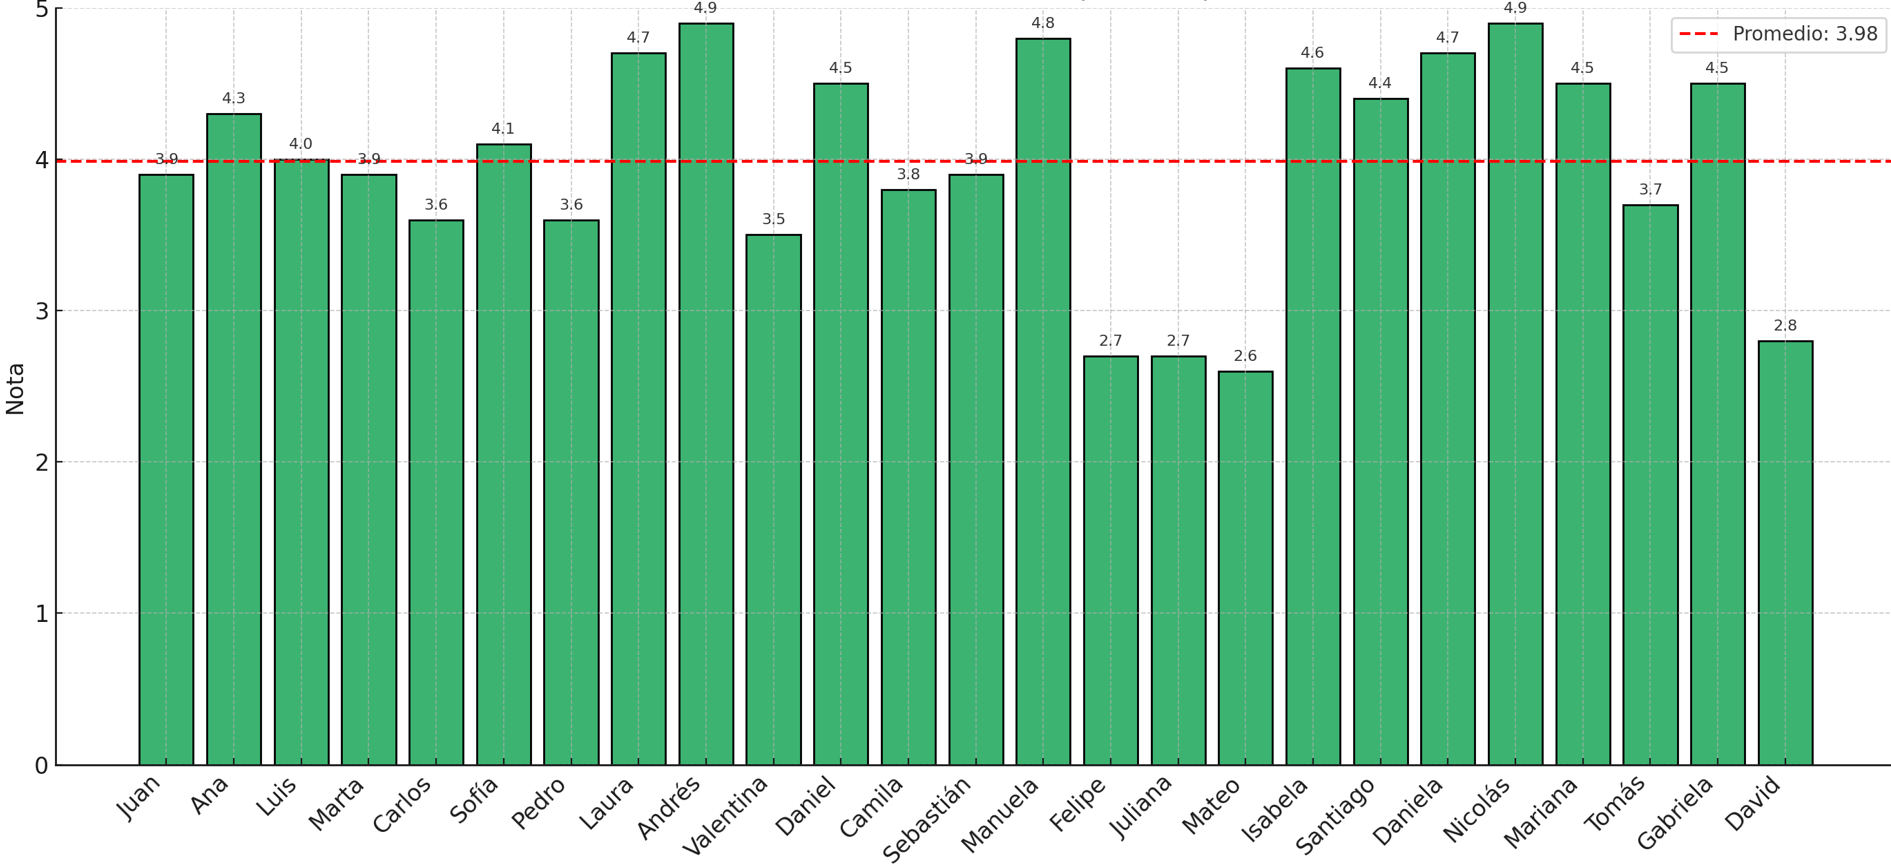 Promedio: 3.98
Nota
5
4
3
2
1
0
3.9
4.3
4.0
3.9
3.6
4.1
3.6
4.7
4.9
3.5
4.5
3.8
3.9
4.8
2.7
2.7
2.6
4.6
4.4
4.7
4.9
4.5
3.7
4.5
2.8
Juan
Ana
Luis
Marta
Carlos
Sofía
Pedro
Laura
Andrés
Valentina
Daniel
Camila
Sebastián
Manuela
Felipe
Juliana
Mateo
Isabela
Santiago
Daniela
Nicolás
Mariana
Tomás
Gabriela
David